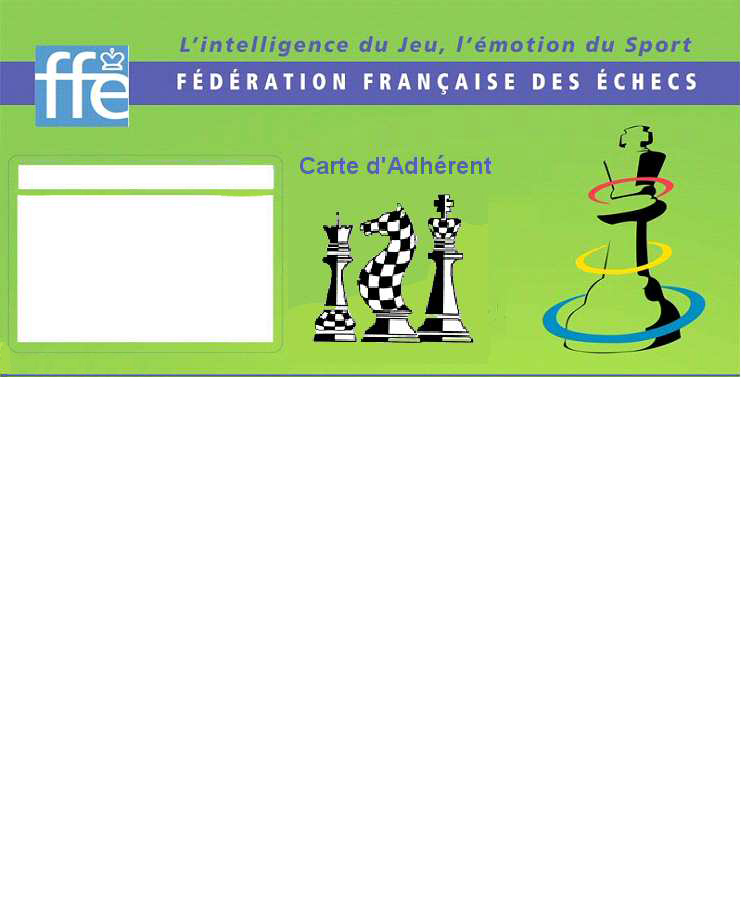 L'intelligence du Jeu, l'émotion du Sport
ffe
FÉDÉRATION FRANÇAISE DES ÉCHECS
Carte d'Adhérent